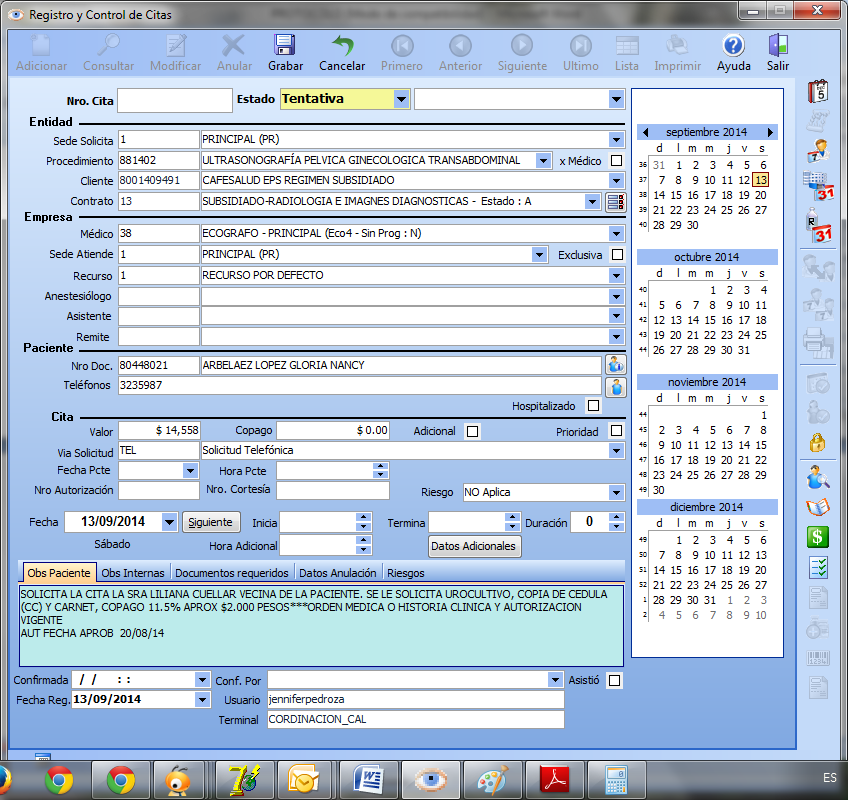 Registro y Control de Citas
Adicionar Consultar Modificar Anular Grabar Cancelar Primero Anterior Siguiente Ultimo Lista Imprimir Ayuda Salir
Nro. Cita Estado Tentativa
Entidad
Sede Solicita 1 PRINCIPAL (PR)
Procedimiento 881402 ULTRASONOGRAFÍA PELVICA GINECOLOGICA TRANSABDOMINAL x Médico
Cliente 8001409491 CAFESALUD EPS REGIMEN SUBSIDIADO
Contrato 13 SUBSIDIADO-RADIOLOGIA E IMAGNES DIAGNOSTICAS - Estado : A
Empresa
Médico 38 ECOGRAFO - PRINCIPAL (Eco4 - Sin Prog : N)
Sede Atiende 1 PRINCIPAL (PR) Exclusiva
Recurso 1 RECURSO POR DEFECTO
Anestesiólogo
Asistente
Remite
Paciente
Nro Doc. 80448021 ARBELAEZ LOPEZ GLORIA NANCY
Teléfonos 3235987
Hospitalizado
Cita
Valor $ 14,558 Copago $ 0.00 Adicional Prioridad
Via Solicitud TEL Solicitud Telefónica
Fecha Pcte Hora Pcte
Nro Autorización Nro. Cortesía Riesgo NO Aplica
Fecha 13/09/2014 Siguiente Inicia Termina Duración 0
Sábado Hora Adicional Datos Adicionales
Obs Paciente Obs Internas Documentos requeridos Datos Anulación Riesgos
SOLICITA LA CITA LA SRA LILIANA CUELLAR VECINA DE LA PACIENTE. SE LE SOLICITA UROCULTIVO, COPIA DE CEDULA
(CC) Y CARNET, COPAGO 11.5% APROX $2.000 PESOS***ORDEN MEDICA O HISTORIA CLINICA Y AUTORIZACION
VIGENTE
AUT FECHA APROB 20/08/14
Confirmada / / : : Conf. Por Asistió
Fecha Reg. 13/09/2014 Usuario jenniferpedroza
Terminal CORDINACION_CAL
septiembre 2014
d l m m j v s
36 31 1 2 3 4 5 6
37 7 8 9 10 11 12 13
38 14 15 16 17 18 19 20
39 21 22 23 24 25 26 27
40 28 29 30
octubre 2014
d l m m j v s
40 1 2 3 4
41 5 6 7 8 9 10 11
42 12 13 14 15 16 17 18
43 19 20 21 22 23 24 25
44 26 27 28 29 30 31
noviembre 2014
d l m m j v s
44 1
45 2 3 4 5 6 7 8
46 9 10 11 12 13 14 15
47 16 17 18 19 20 21 22
48 23 24 25 26 27 28 29
49 30
diciembre 2014
d l m m j v s
49 1 2 3 4 5 6
50 7 8 9 10 11 12 13
51 14 15 16 17 18 19 20
52 21 22 23 24 25 26 27
1 28 29 30 31 1 2 3
2 4 5 6 7 8 9 10
ES